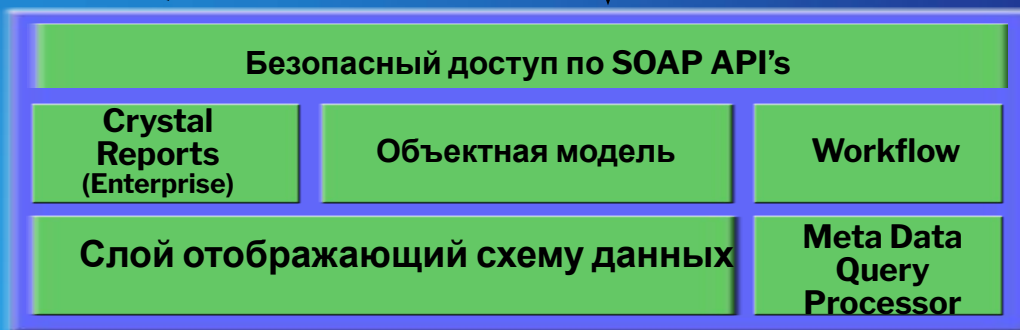 Безопасный доступ по SOAP API’s
Crystal
Reports
(Enterprise)
Объектная модель
Workflow
Слой отображающий схему данных
Meta Data
Query
Processor